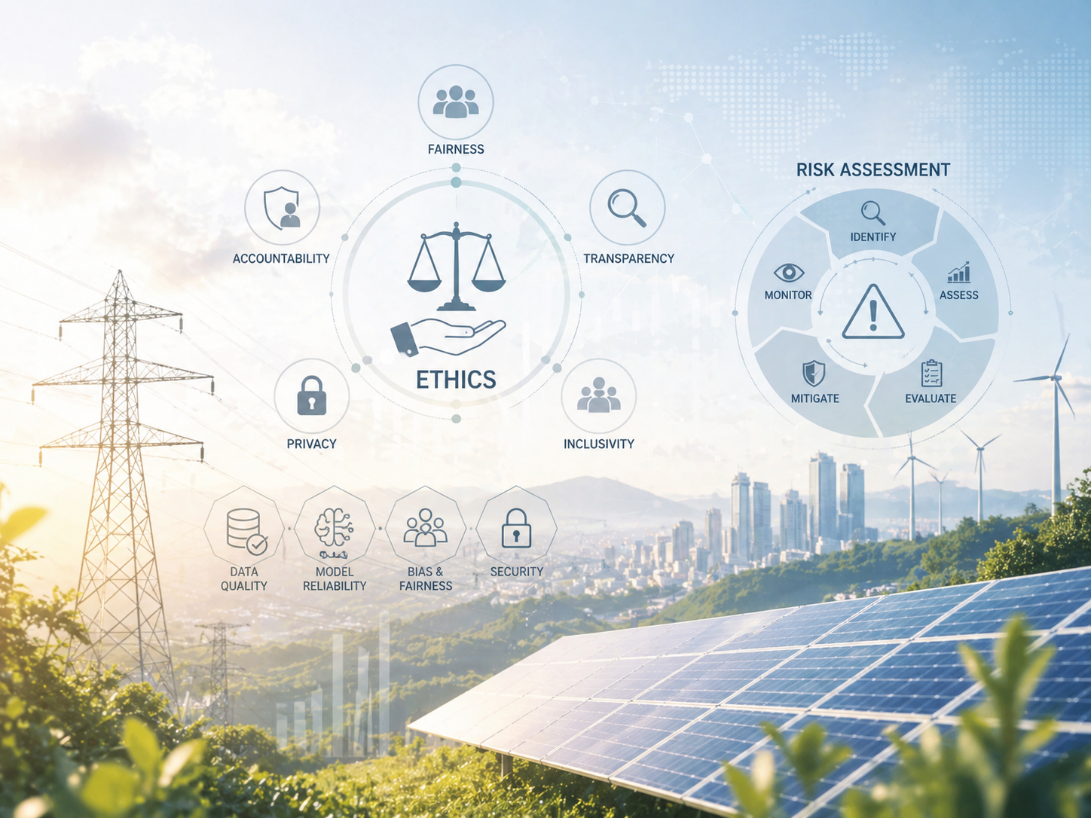 FAIRNESS
ACCOUNTABILITY
TRANSPARENCY
ETHICS
PRIVACY
INCLUSIVITY
RISK ASSESSMENT
IDENTIFY
ASSESS
EVALUATE
MITIGATE
MONITOR
DATA
QUALITY
MODEL
RELIABILITY
BIAS &
FAIRNESS
SECURITY